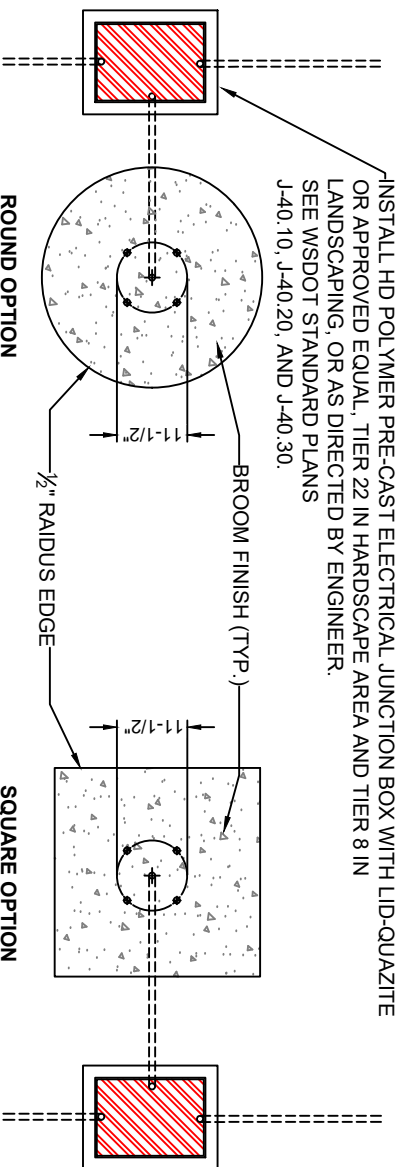 INSTALL HD POLYMER PRE-CAST ELECTRICAL JUNCTION BOX WITH LID-QUAZITE
OR APPROVED EQUAL, TIER 22 IN HARDSCAPE AREA AND TIER 8 IN
LANDSCAPING, OR AS DIRECTED BY ENGINEER.
SEE WSDOT STANDARD PLANS
J-40.10, J-40.20, AND J-40.30.
BROOM FINISH (TYP.)
11-1/2"
11-1/2"
½" RAIDUS EDGE
ROUND OPTION
SQUARE OPTION